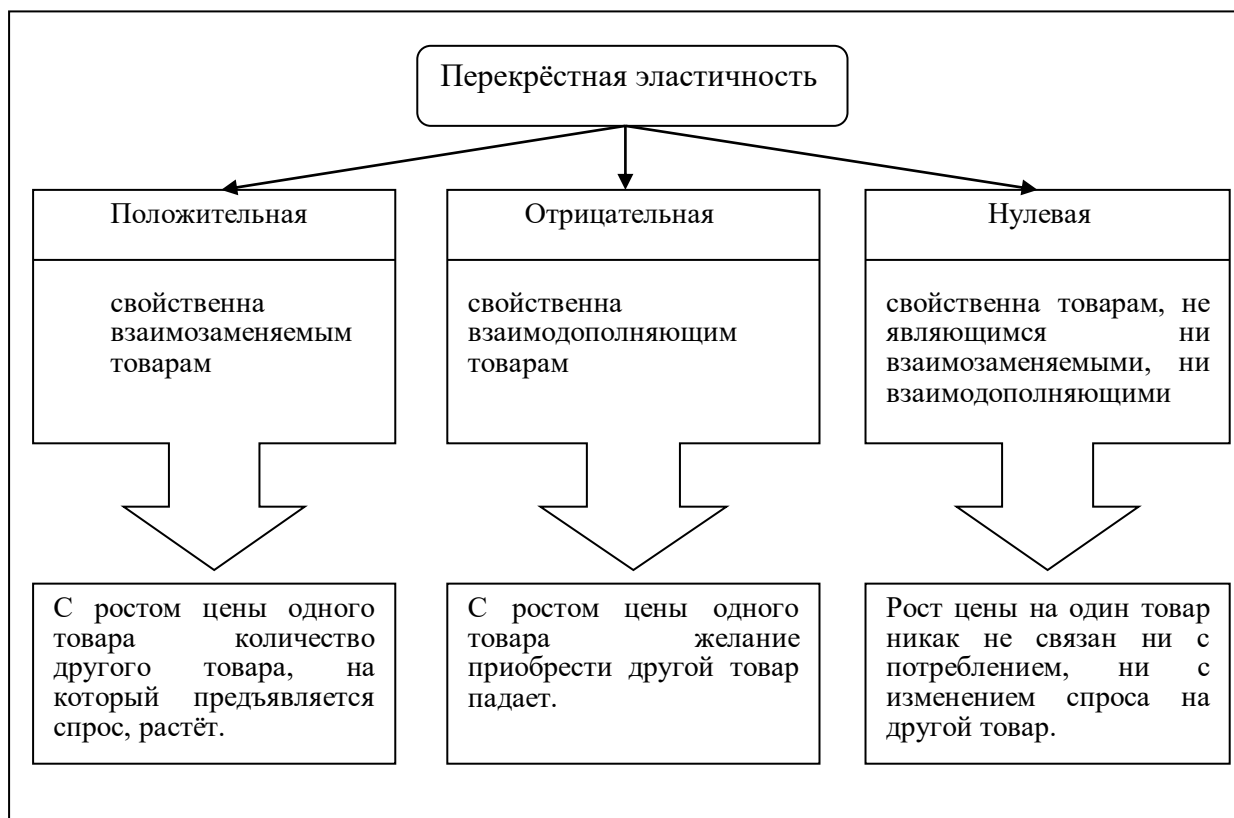 Перекрёстная эластичность
Положительная
свойственна
взаимозаменяемым
товарам
С ростом цены одного
товара количество
другого товара, на
который предъявляется
спрос, растёт.
Отрицательная
свойственна
взаимодополняющим
товарам
С ростом цены одного
товара желание
приобрести другой товар
падает.
Нулевая
свойственна товарам, не
являющимся ни
взаимозаменяемыми, ни
взаимодополняющими
Рост цены на один товар
никак не связан ни с
потреблением, ни с
изменением спроса на
другой товар.